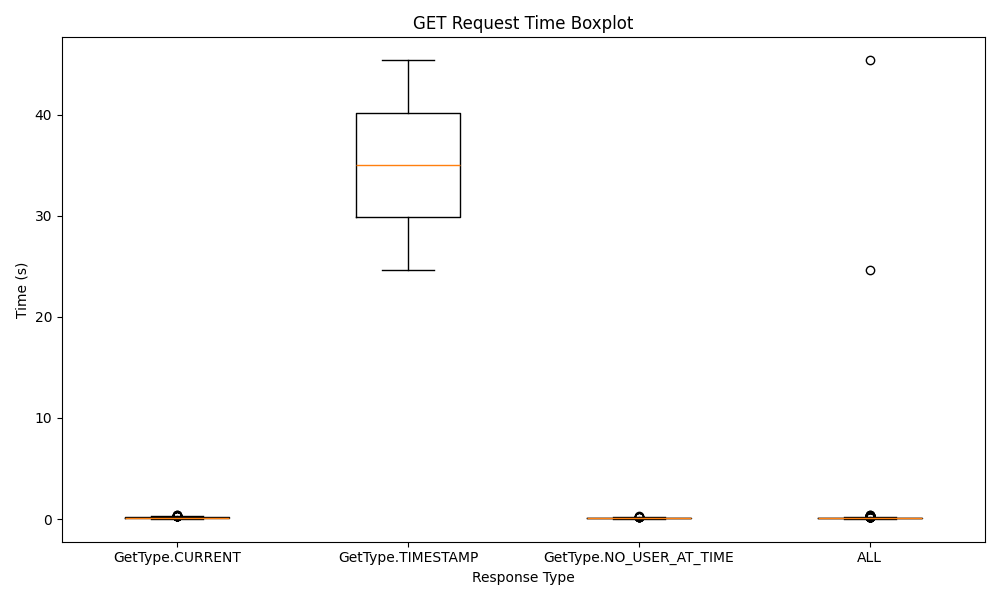 GET Request Time Boxplot
Time (s)
40
30
20
10
0
GetType.CURRENT
GetType.TIMESTAMP
GetType.NO_USER_AT_TIME
ALL
Response Type